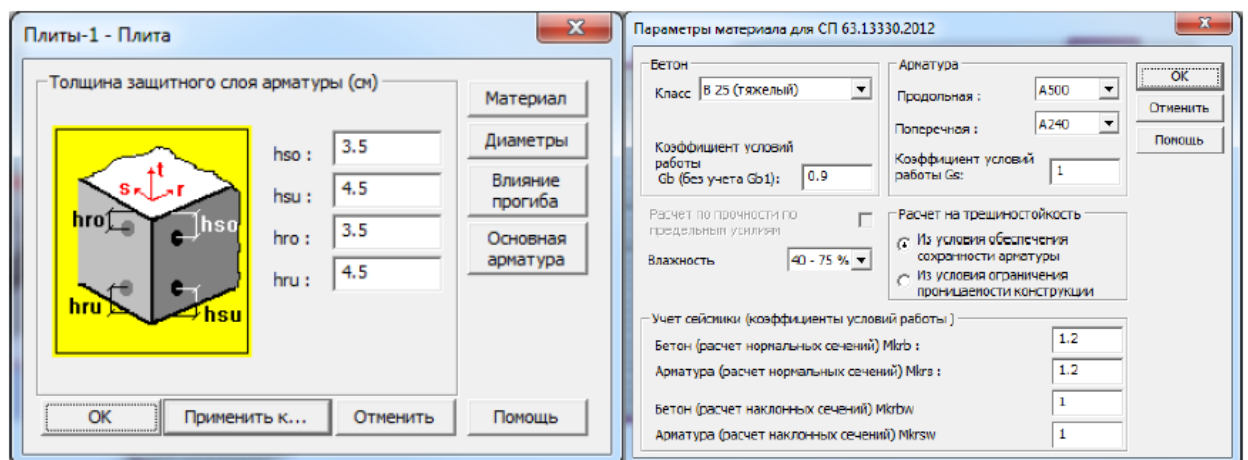 Плиты-1 - Плита
Толщина защитного слоя арматуры (см)
hso : 3.5
hsu : 4.5
hro : 3.5
hru : 4.5
t
s
r
hro
hso
hru
hsu
Материал
Диаметры
Влияние
прогиба
Основная
арматура
OK
Применить к...
Отменить
Помощь
Параметры материала для СП 63.13330.2012
Бетон
Класс B 25 (тяжелый)
Коэффициент условий
работы
Gb (без учета Gb1): 0.9
Арматура
Продольная : A500
Поперечная : A240
Коэффициент условий
работы Gs: 1
OK
Отменить
Помощь
Расчет по прочности по
предельным усилиям
Влажность 40 - 75 %
Расчет на трещиностойкость
Из условия обеспечения
сохранности арматуры
Из условия ограничения
проницаемости конструкции
Учет сейсмики (коэффициенты условий работы )
Бетон (расчет нормальных сечений) Mkrb : 1.2
Арматура (расчет нормальных сечений) Mkrs : 1.2
Бетон (расчет наклонных сечений) Mkrbw 1
Арматура (расчет наклонных сечений) Mkrsw 1